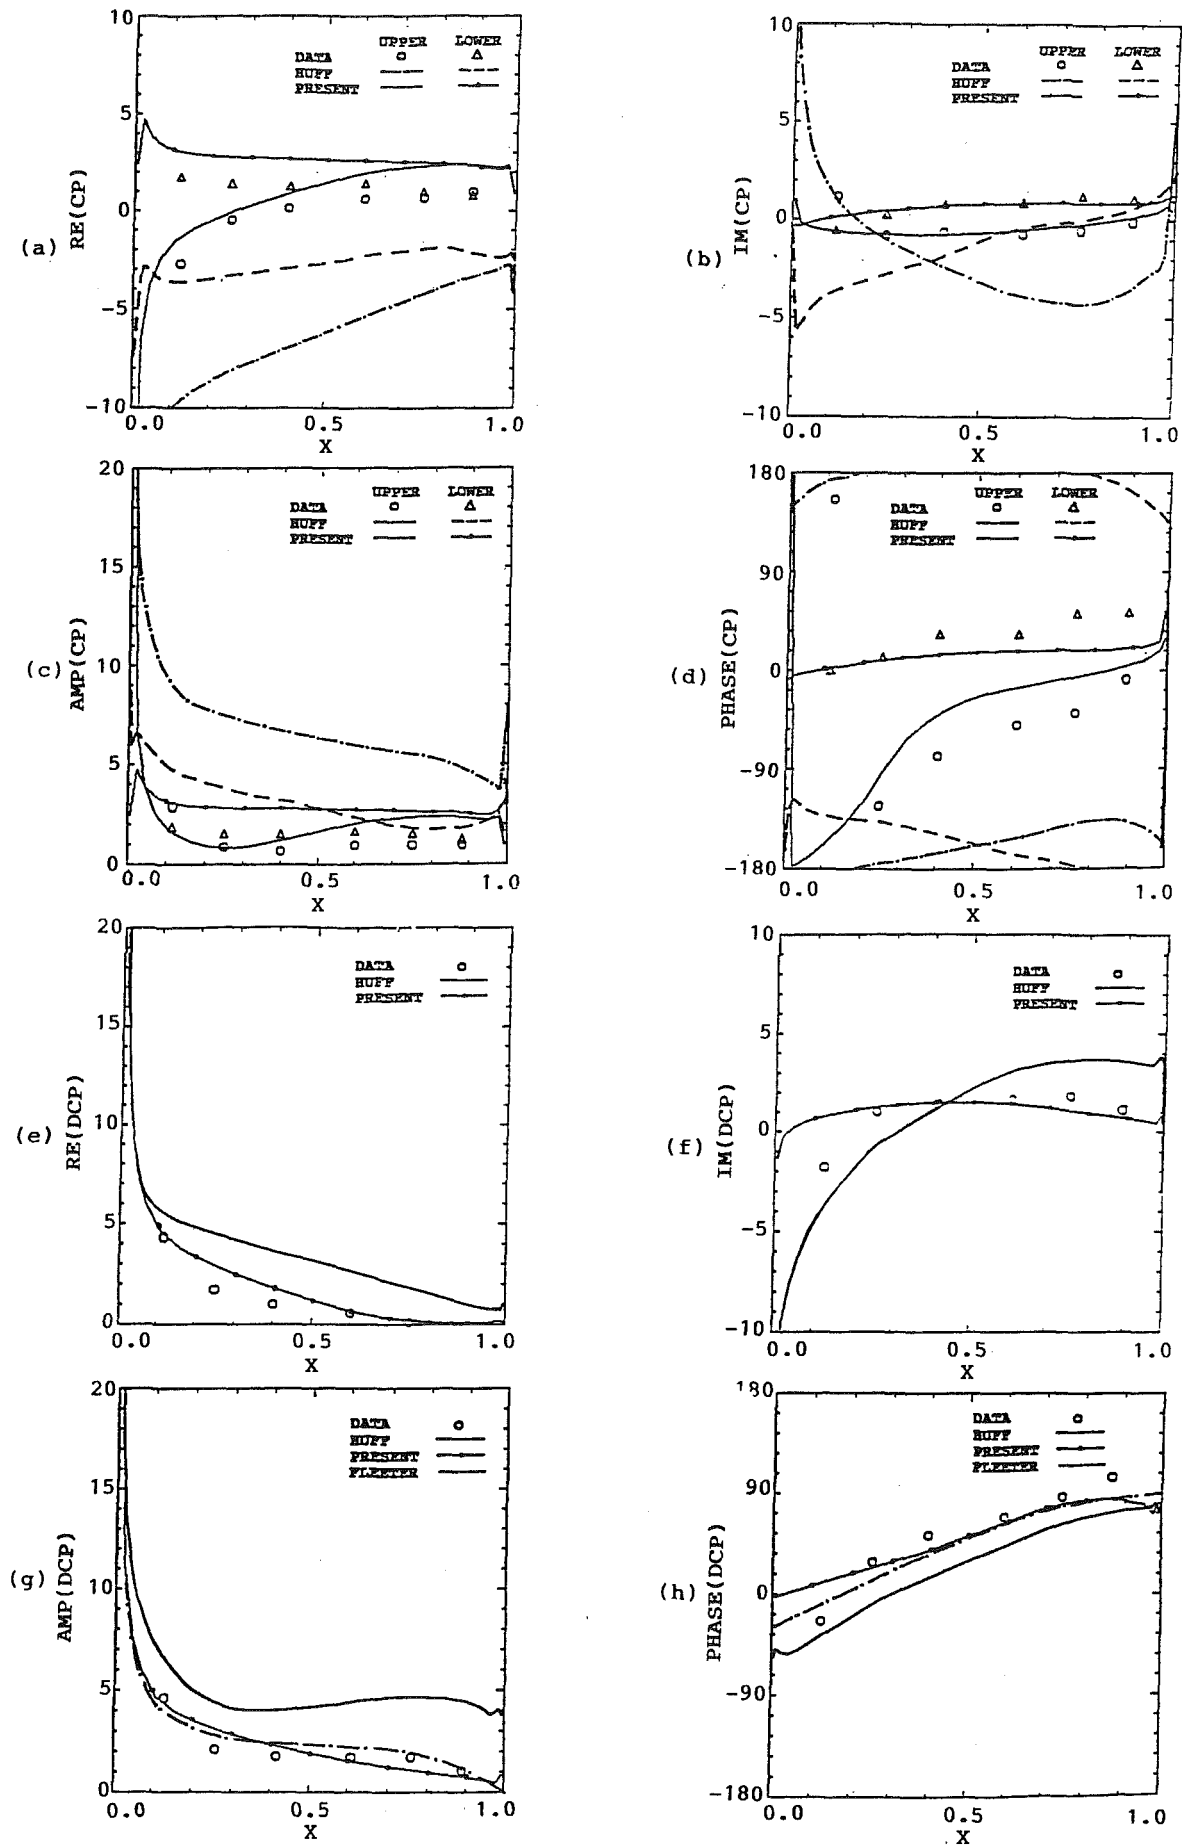 (a)
RE(CP)
10
5
0
-5
-10
0.0 0.5 1.0
X
UPPER LOWER
DATA
HUFF
PRESENT
(b)
IM(CP)
10
5
0
-5
-10
0.0 0.5 1.0
X
UPPER LOWER
DATA
HUFF
PRESENT
(c)
AMP(CP)
20
15
10
5
0
0.0 0.5 1.0
X
UPPER LOWER
DATA
HUFF
PRESENT
(d)
PHASE(CP)
180
90
0
-90
-180
0.0 0.5 1.0
X
UPPER LOWER
DATA
HUFF
PRESENT
(e)
RE(DCP)
20
15
10
5
0
0.0 0.5 1.0
X
DATA
HUFF
PRESENT
(f)
IM(DCP)
10
5
0
-5
-10
0.0 0.5 1.0
X
DATA
HUFF
PRESENT
(g)
AMP(DCP)
20
15
10
5
0
0.0 0.5 1.0
X
DATA
HUFF
PRESENT
FLEETER
(h)
PHASE(DCP)
180
90
0
-90
-180
0.0 0.5 1.0
X
DATA
HUFF
PRESENT
FLEETER